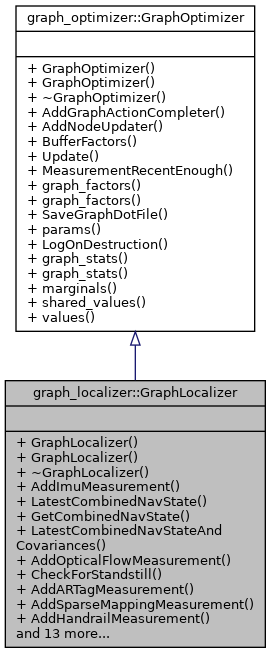 graph_optimizer::GraphOptimizer
+ GraphOptimizer()
+ GraphOptimizer()
+ ~GraphOptimizer()
+ AddGraphActionCompleter()
+ AddNodeUpdater()
+ BufferFactors()
+ Update()
+ MeasurementRecentEnough()
+ graph_factors()
+ graph_factors()
+ SaveGraphDotFile()
+ params()
+ LogOnDestruction()
+ graph_stats()
+ graph_stats()
+ marginals()
+ shared_values()
+ values()
graph_localizer::GraphLocalizer
+ GraphLocalizer()
+ GraphLocalizer()
+ ~GraphLocalizer()
+ AddImuMeasurement()
+ LatestCombinedNavState()
+ GetCombinedNavState()
+ LatestCombinedNavStateAnd
Covariances()
+ AddOpticalFlowMeasurement()
+ CheckForStandstill()
+ AddARTagMeasurement()
+ AddSparseMappingMeasurement()
+ AddHandrailMeasurement()
and 13 more...